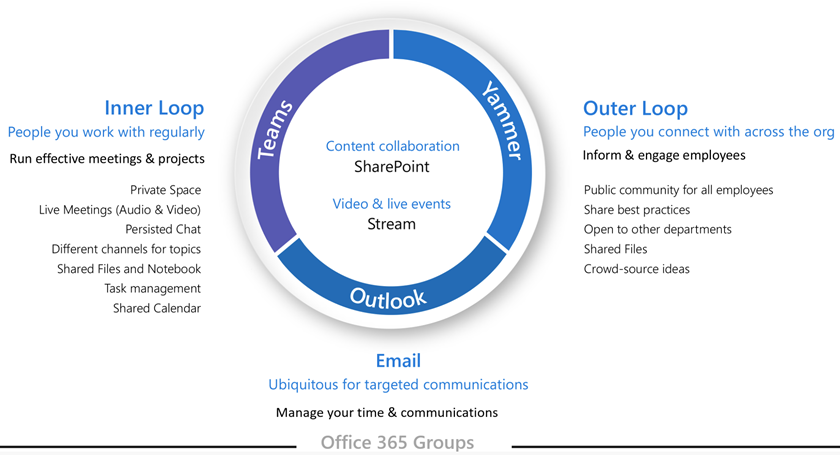 Inner Loop
People you work with regularly
Run effective meetings & projects
Private Space
Live Meetings (Audio & Video)
Persisted Chat
Different channels for topics
Shared Files and Notebook
Task management
Shared Calendar
Teams
Yammer
Outlook
Content collaboration
SharePoint
Video & live events
Stream
Outer Loop
People you connect with across the org
Inform & engage employees
Public community for all employees
Share best practices
Open to other departments
Shared Files
Crowd-source ideas
Email
Ubiquitous for targeted communications
Manage your time & communications
Office 365 Groups